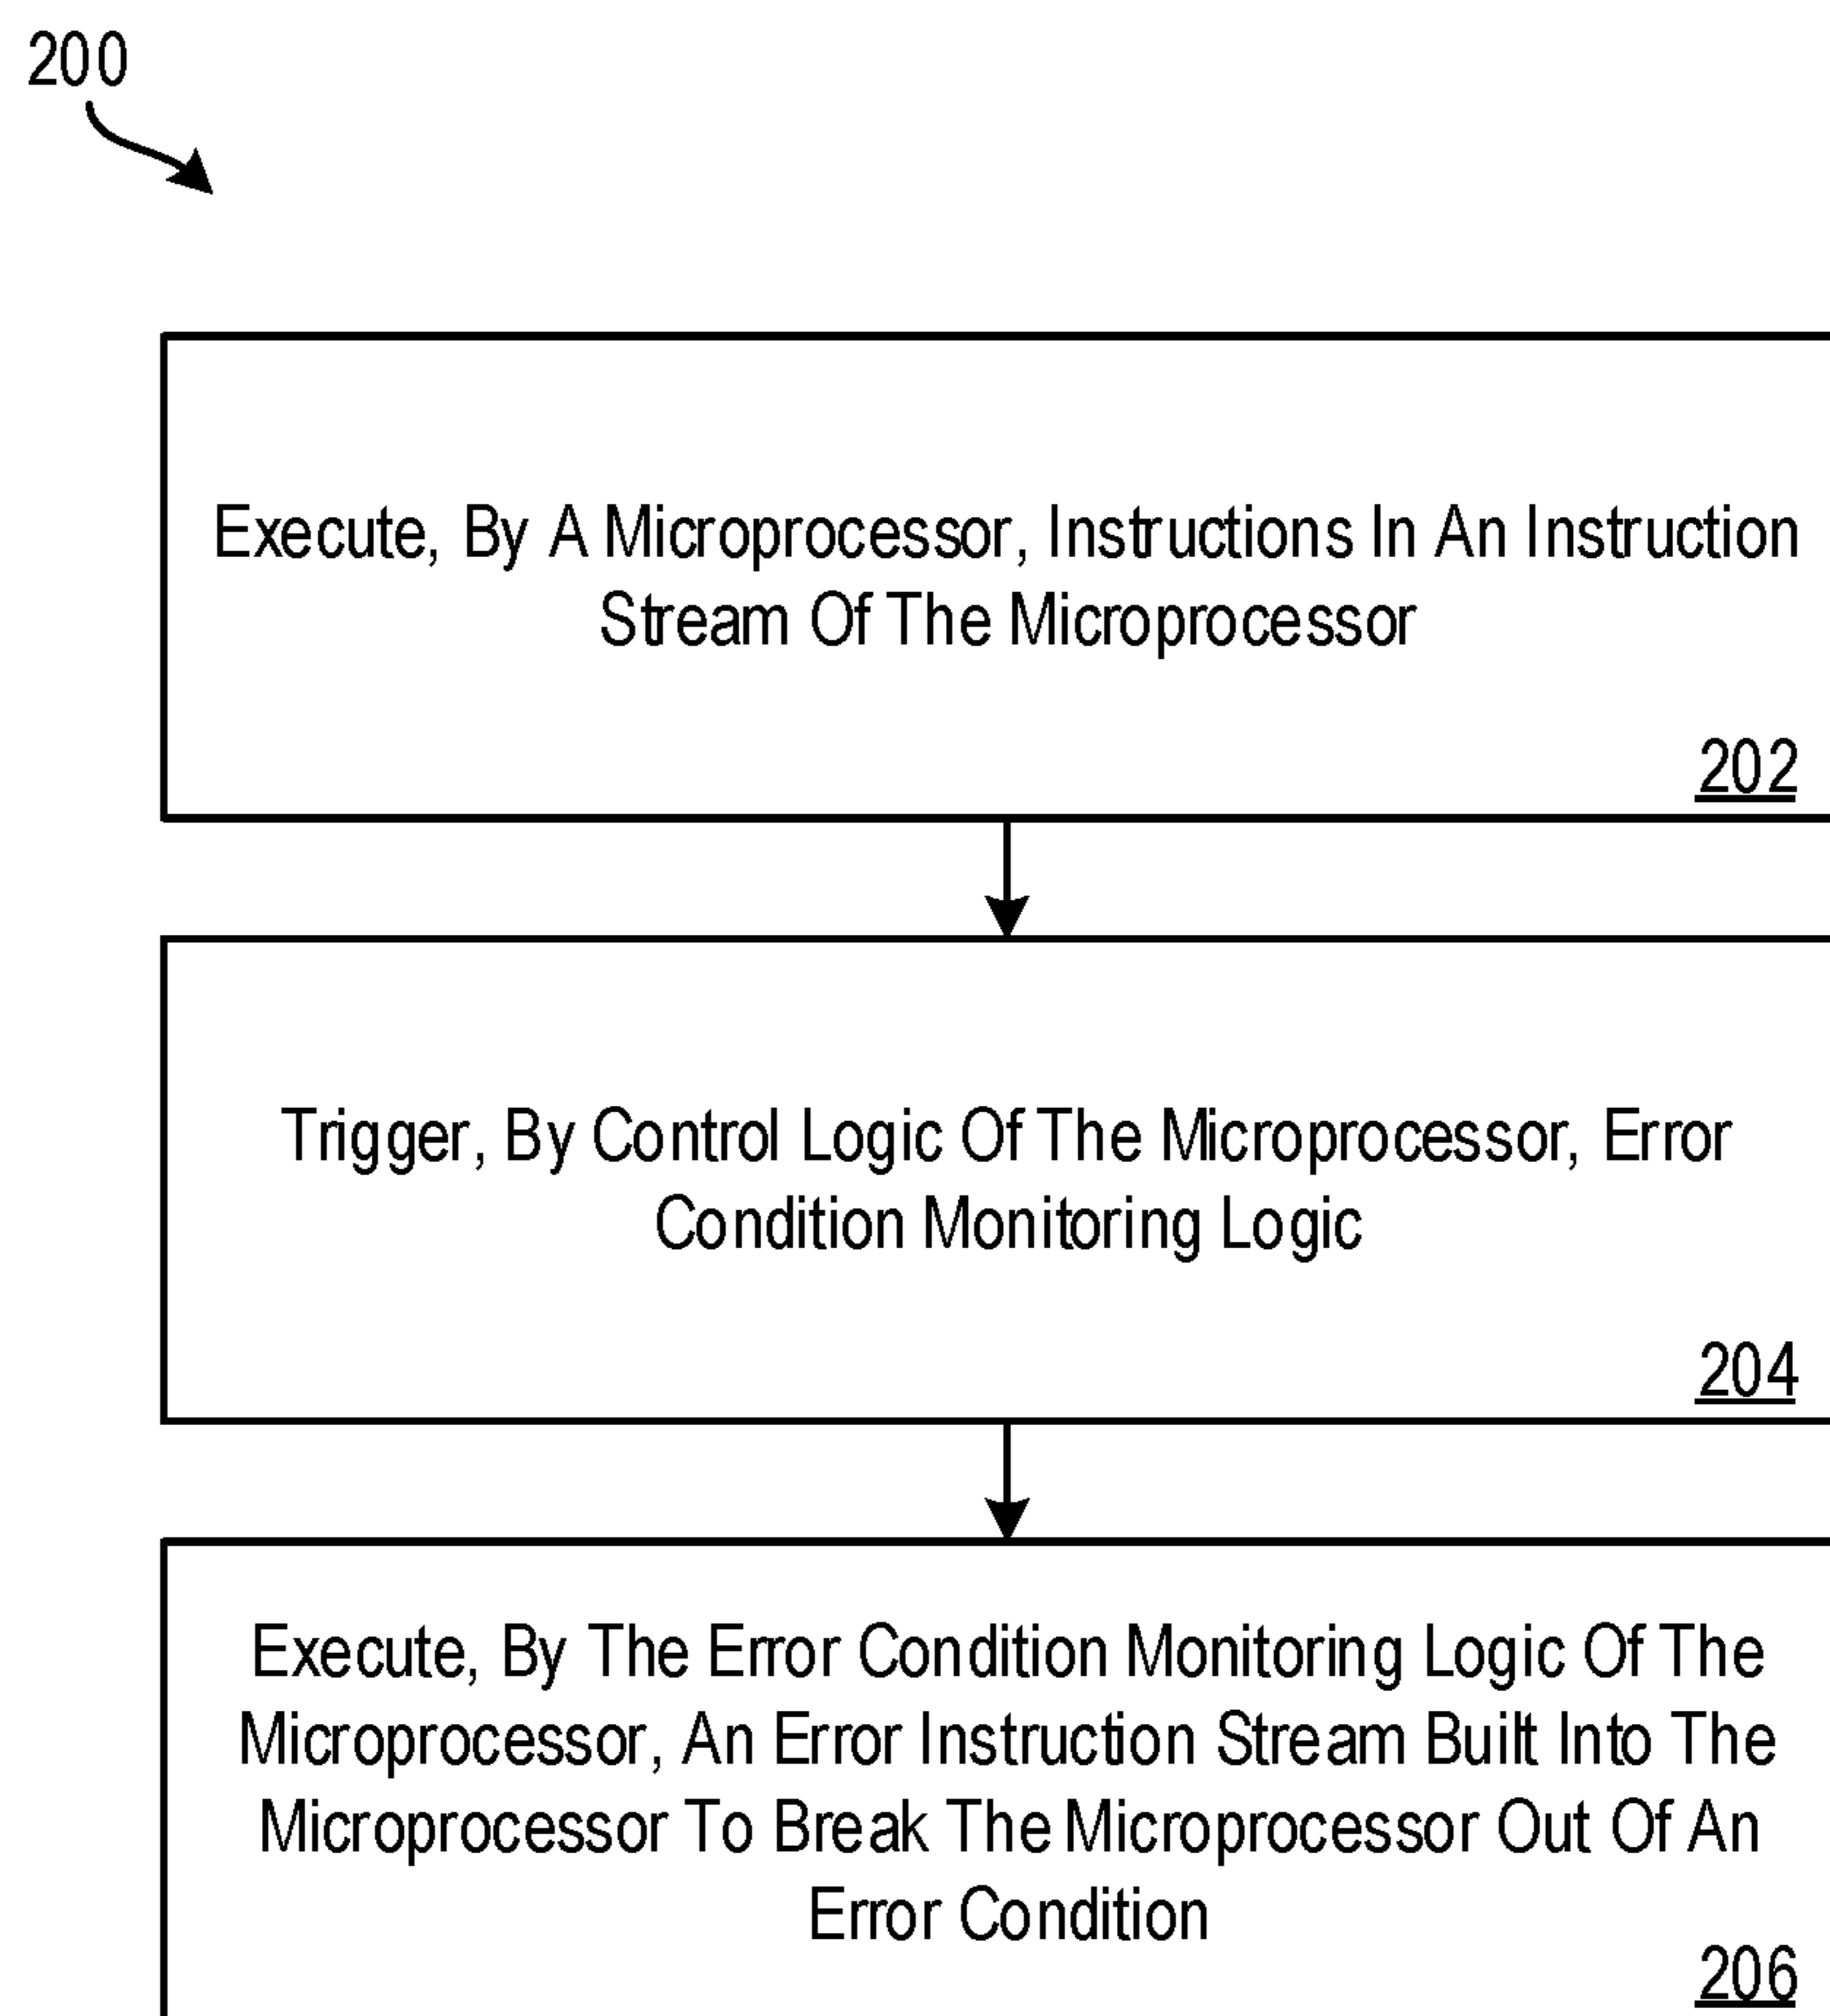 200
Execute, By A Microprocessor, Instructions In An Instruction
Stream Of The Microprocessor
202
Trigger, By Control Logic Of The Microprocessor, Error
Condition Monitoring Logic
204
Execute, By The Error Condition Monitoring Logic Of The
Microprocessor, An Error Instruction Stream Built Into The
Microprocessor To Break The Microprocessor Out Of An
Error Condition
206